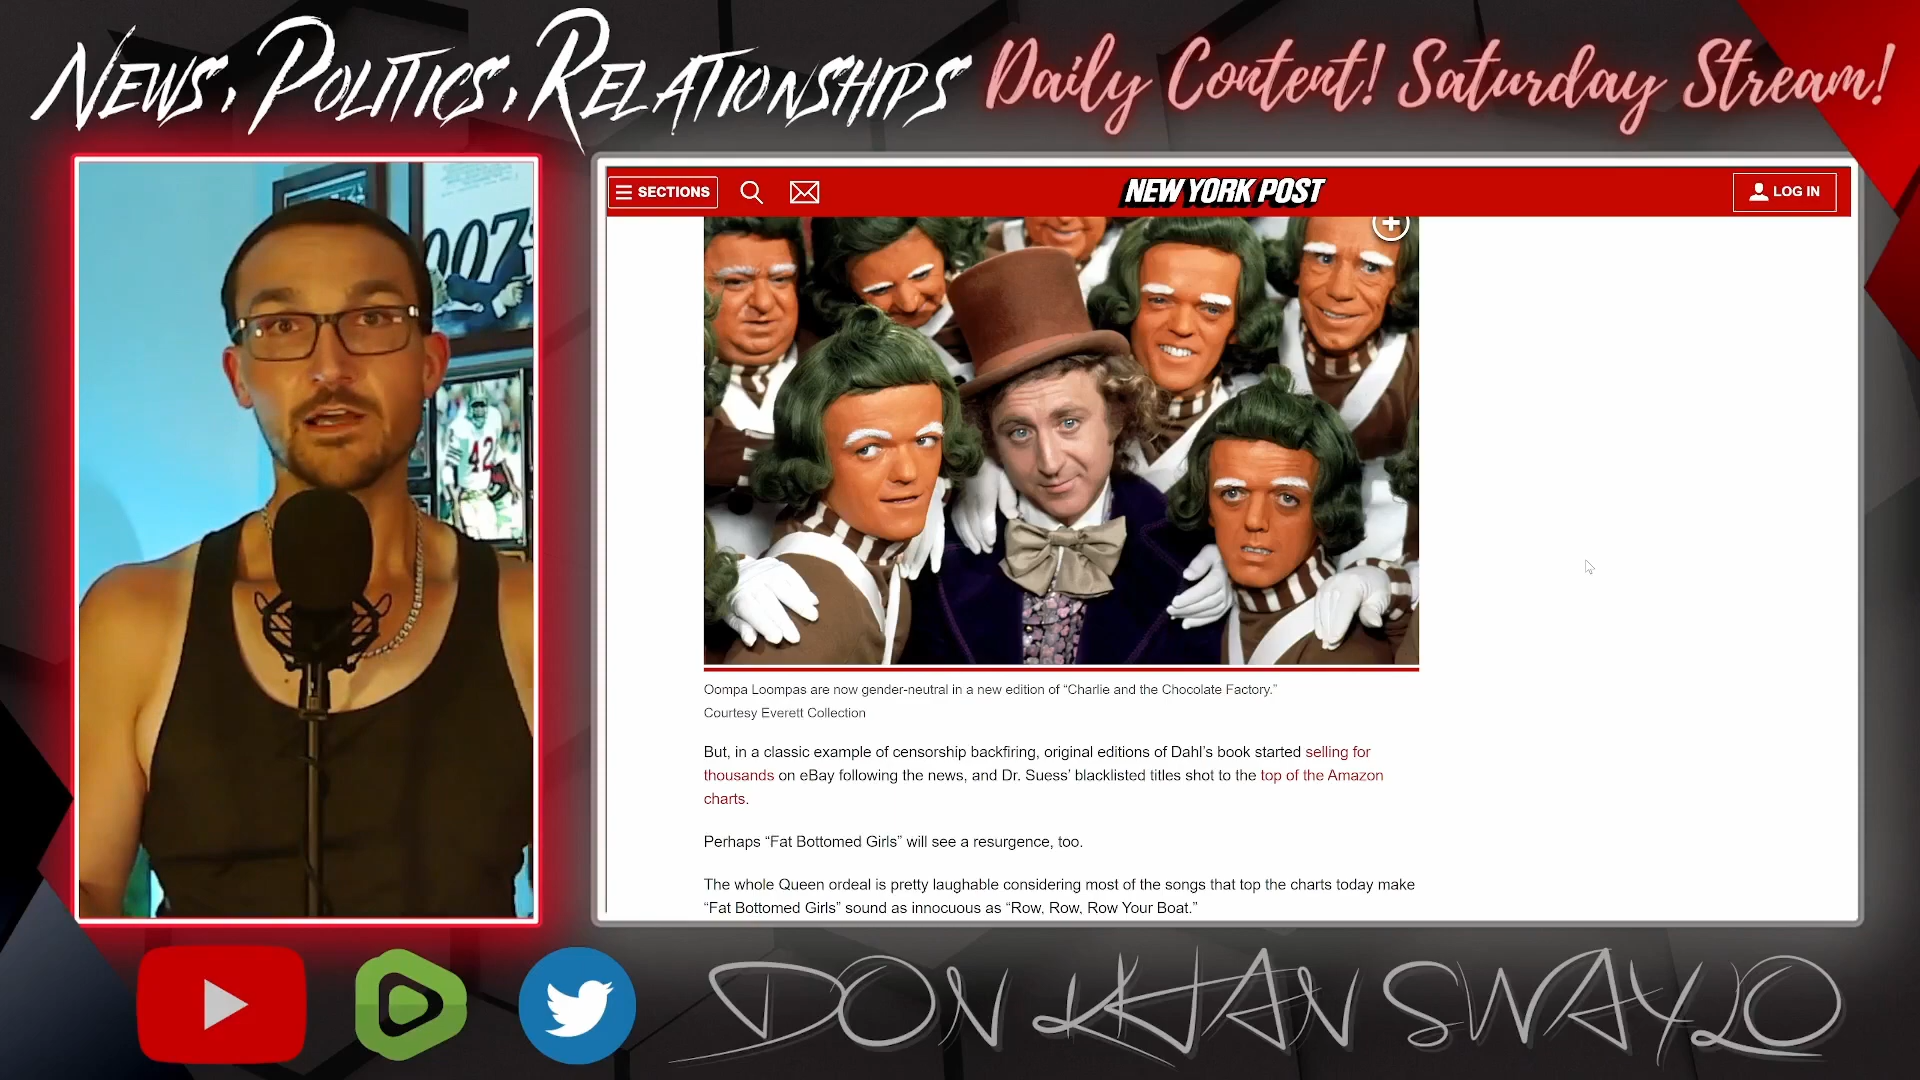 News, Politics, Relationships Daily Content! Saturday Stream!
007
42
SECTIONS
NEW YORK POST
LOG IN
Oompa Loompas are now gender-neutral in a new edition of “Charlie and the Chocolate Factory.”
Courtesy Everett Collection
But, in a classic example of censorship backfiring, original editions of Dahl’s book started selling for
thousands on eBay following the news, and Dr. Suess’ blacklisted titles shot to the top of the Amazon
charts.
Perhaps “Fat Bottomed Girls” will see a resurgence, too.
The whole Queen ordeal is pretty laughable considering most of the songs that top the charts today make
“Fat Bottomed Girls” sound as innocuous as “Row, Row, Row Your Boat.”
DON KHAN SWAYLO